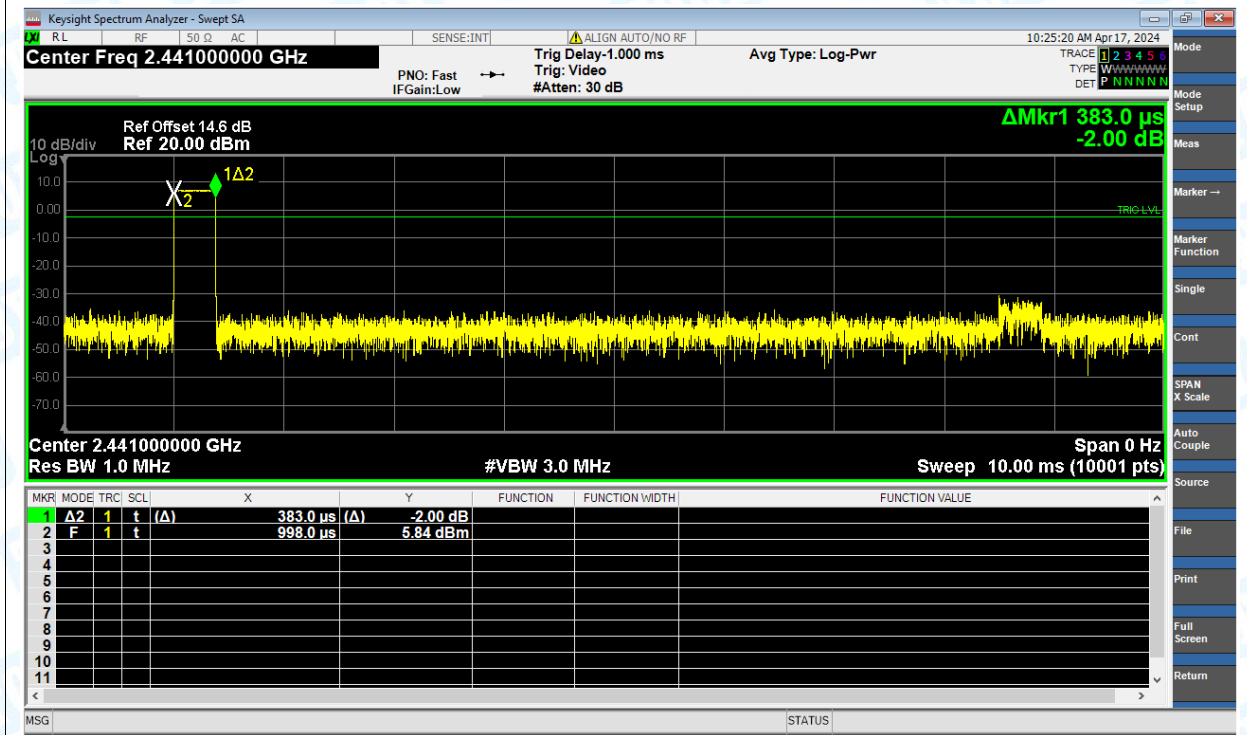 Keysight Spectrum Analyzer - Swept SA
LXI RL RF 50 Ω AC SENSE:INT ALIGN AUTO/NO RF 10:25:20 AM Apr 17, 2024
Center Freq 2.441000000 GHz
PNO: Fast
IFGain:Low
Trig Delay-1.000 ms
Trig: Video
#Atten: 30 dB
Avg Type: Log-Pwr
TRACE 1 2 3 4 5 6
TYPE WWWWWW
DET P N N N N N
ΔMkr1 383.0 µs
-2.00 dB
Ref Offset 14.6 dB
10 dB/div Ref 20.00 dBm
Log
10.0
0.00
-10.0
-20.0
-30.0
-40.0
-50.0
-60.0
-70.0
1Δ2
2
TRIG LVL
Center 2.441000000 GHz Span 0 Hz
Res BW 1.0 MHz #VBW 3.0 MHz Sweep 10.00 ms (10001 pts)
MKR MODE TRC SCL X Y FUNCTION FUNCTION WIDTH FUNCTION VALUE
1 Δ2 1 t (Δ) 383.0 µs (Δ) -2.00 dB
2 F 1 t 998.0 µs 5.84 dBm
3
4
5
6
7
8
9
10
11
MSG STATUS
Mode
Mode
Setup
Meas
Marker →
Marker
Function
Single
Cont
SPAN
X Scale
Auto
Couple
Source
File
Print
Full
Screen
Return